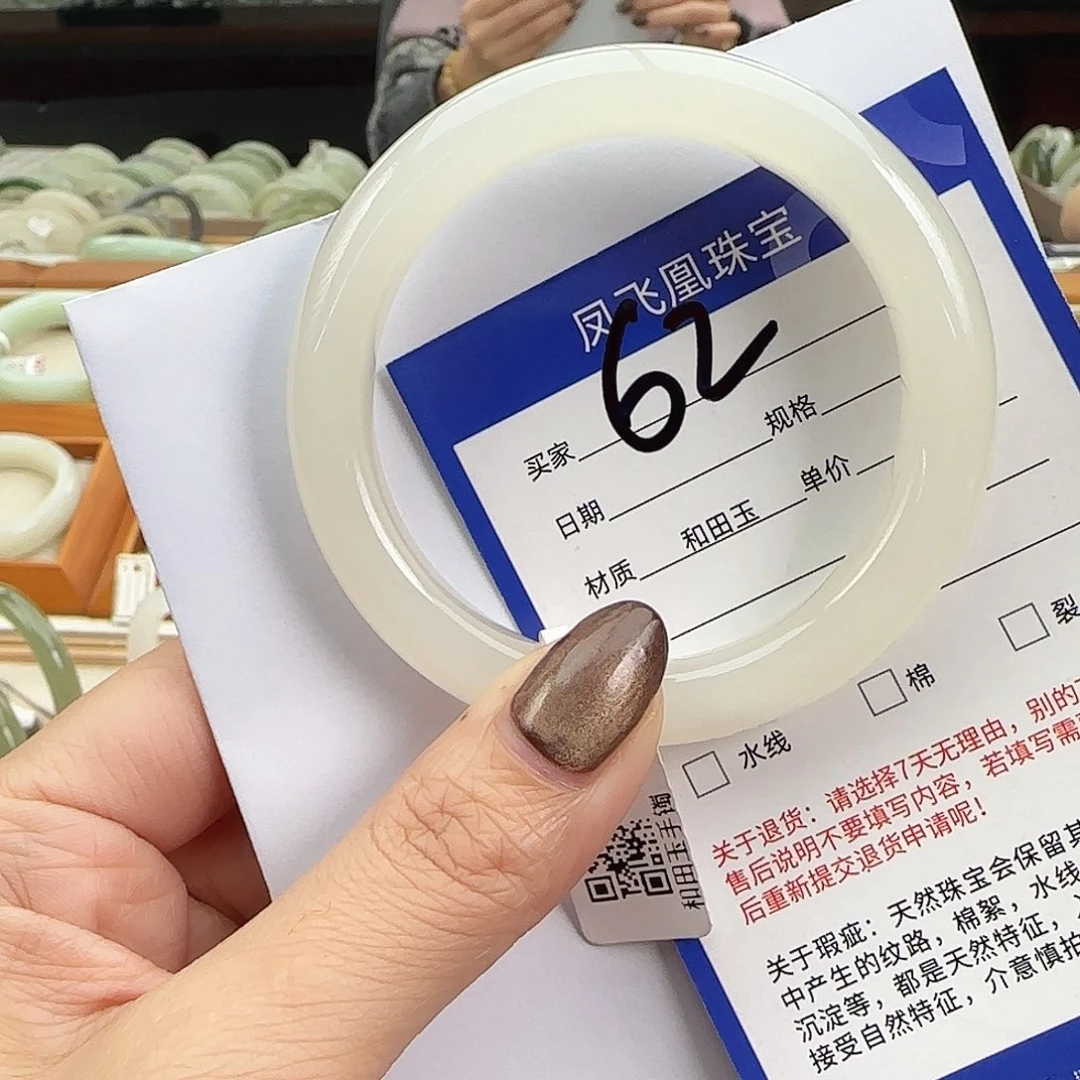 凤飞凰珠宝
62
买家 规格
日期 单价
材质 和田玉
水线 棉 裂
关于退货：请选择7天无理由，别的
售后说明不要填写内容，若填写需
后重新提交退货申请呢！
关于瑕疵：天然珠宝会保留其
中产生的纹路，棉絮，水线
沉淀等，都是天然特征，
接受自然特征，介意慎拍
和田玉手镯